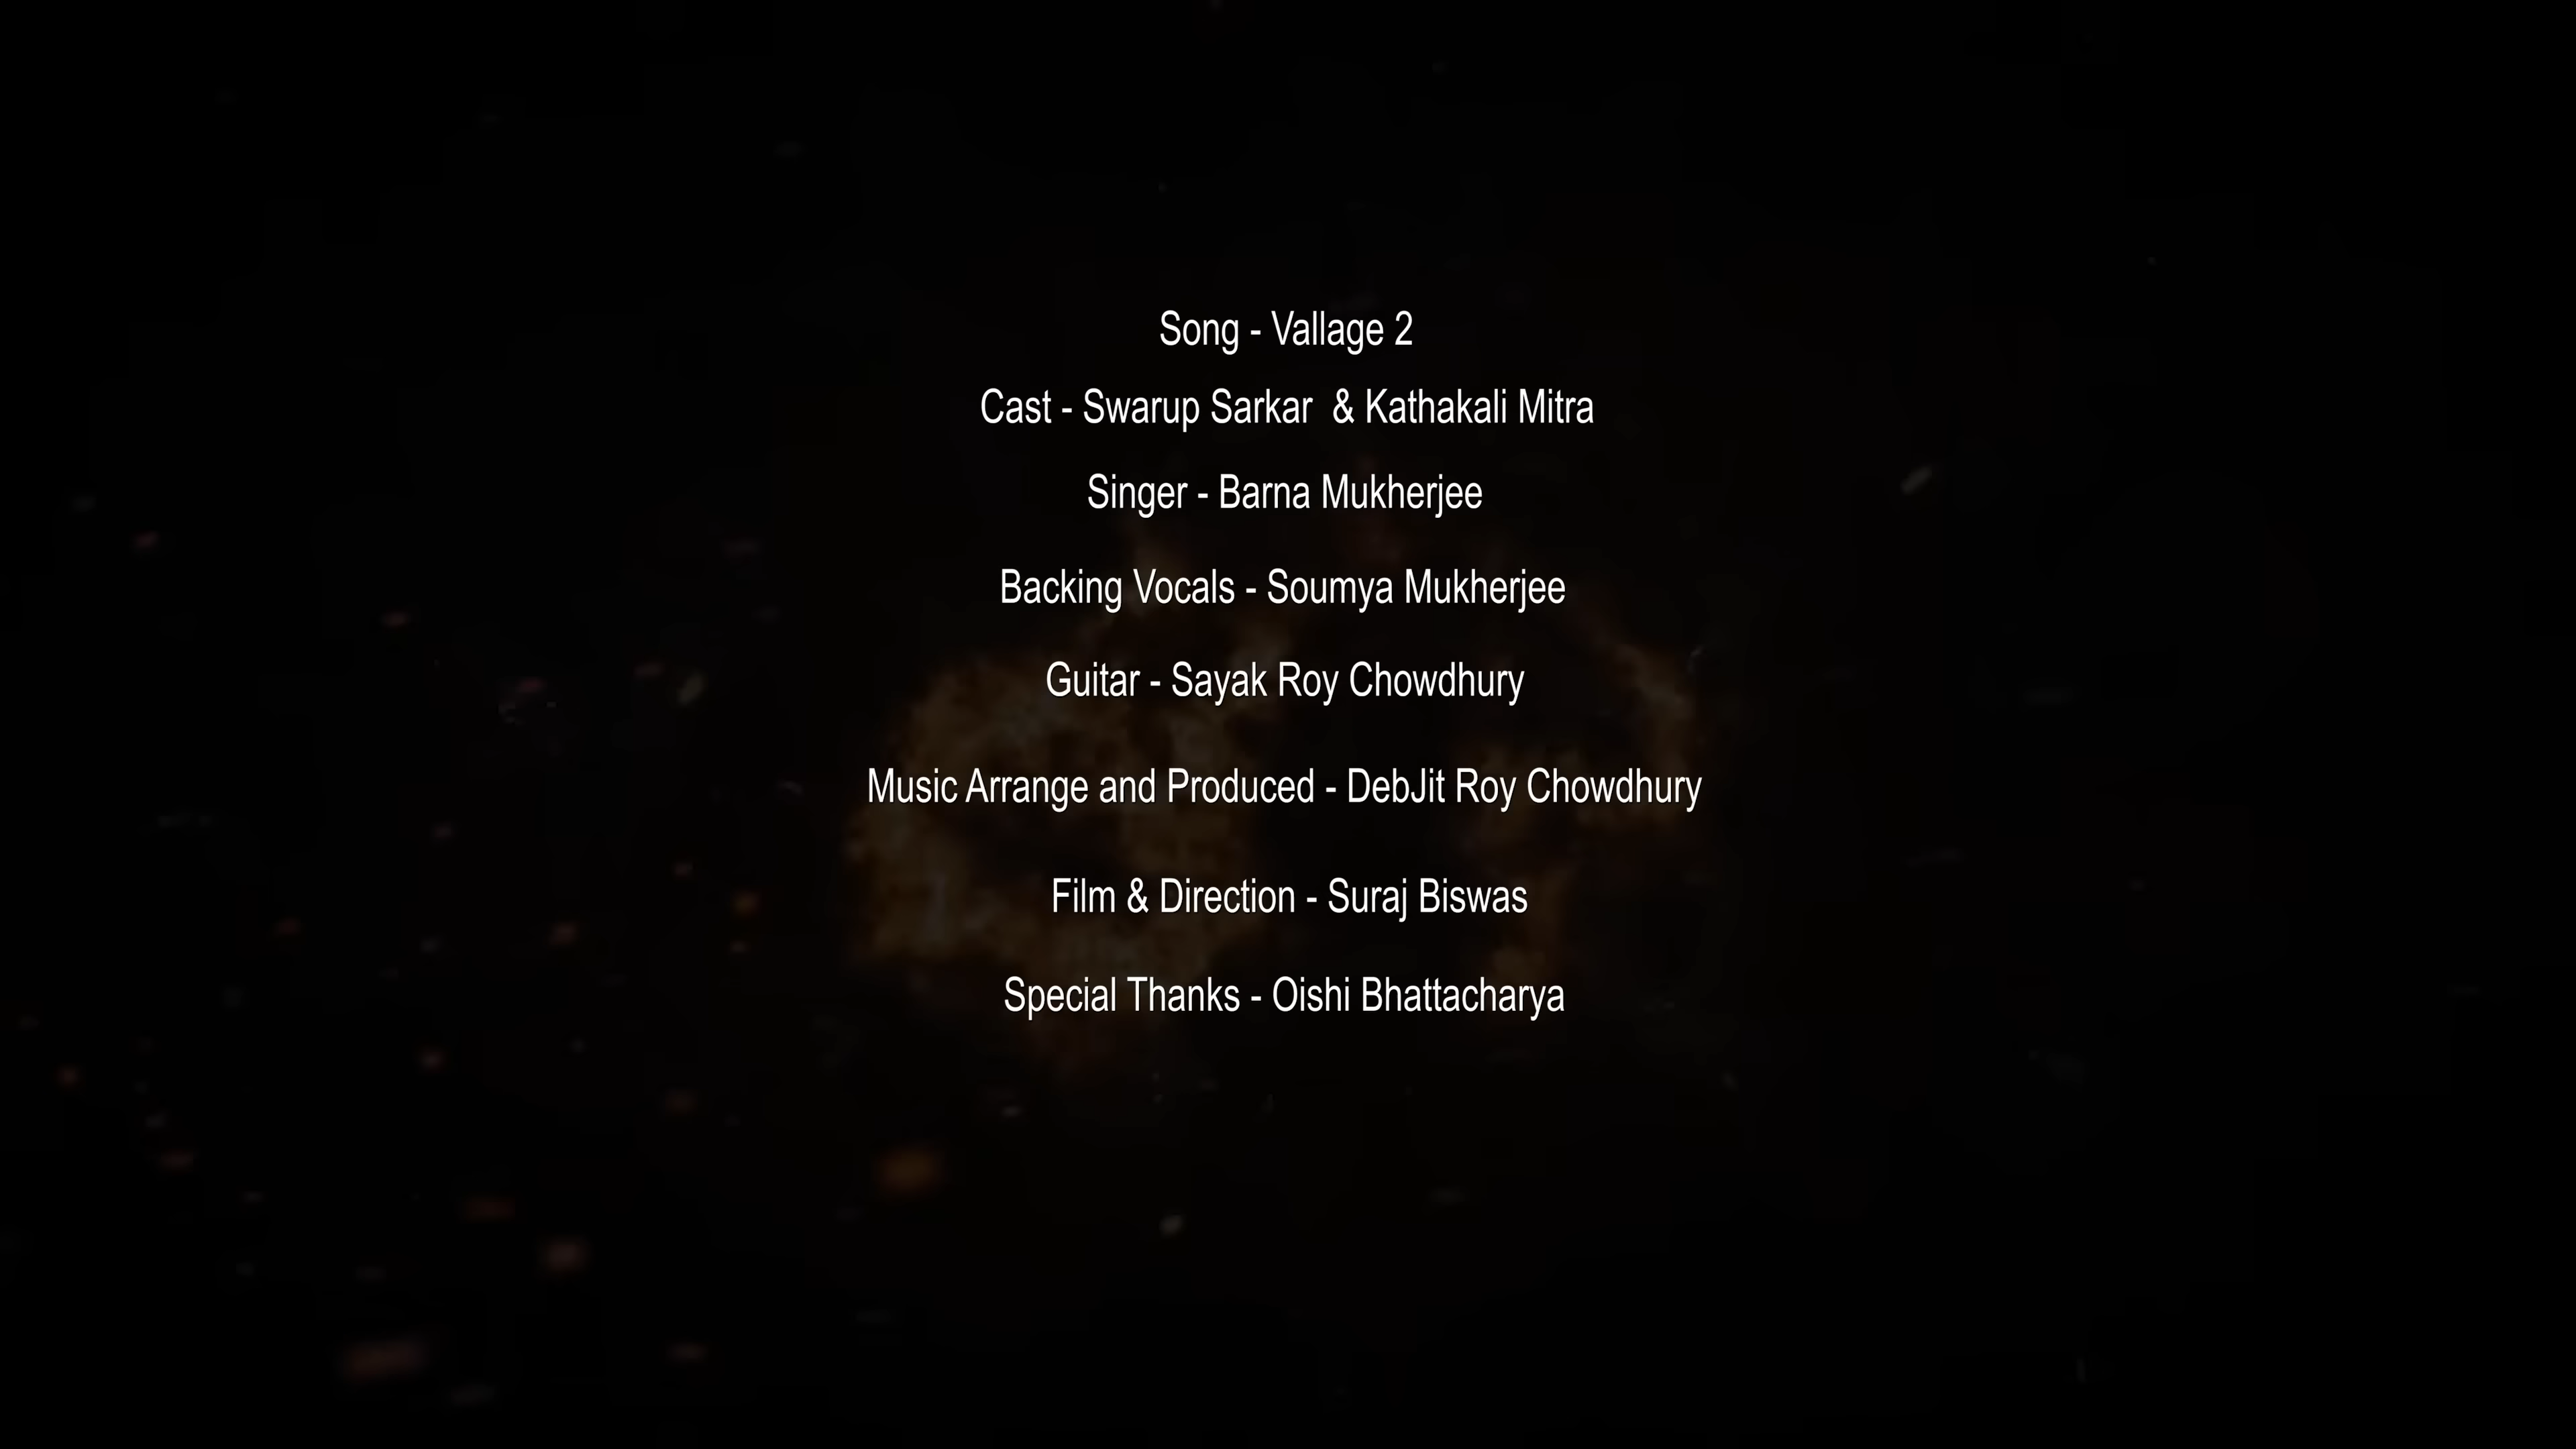 Song - Vallage 2
Cast - Swarup Sarkar  & Kathakali Mitra
Singer - Barna Mukherjee
Backing Vocals - Soumya Mukherjee
Guitar - Sayak Roy Chowdhury
Music Arrange and Produced - DebJit Roy Chowdhury
Film & Direction - Suraj Biswas
Special Thanks - Oishi Bhattacharya